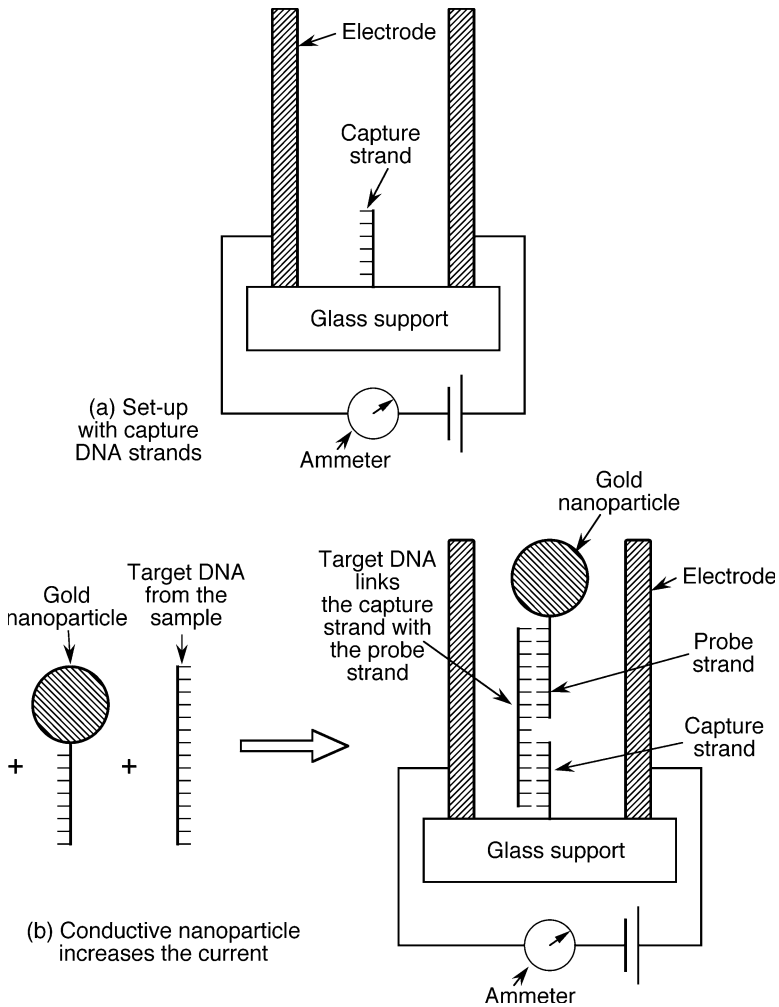 Electrode
Capture
strand
Glass support
(a) Set-up
with capture
DNA strands
Ammeter
Gold
nanoparticle
Target DNA
from the
sample
+
+
Target DNA
links
the capture
strand with
the probe
strand
Gold
nanoparticle
Electrode
Probe
strand
Capture
strand
Glass support
(b) Conductive nanoparticle
increases the current
Ammeter